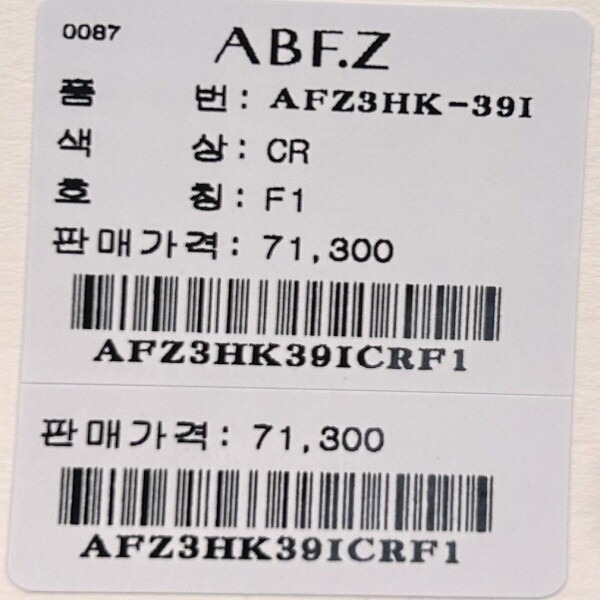 0087 ABF.Z
품 번: AFZ3HK-39I
색 상: CR
호 칭: F1
판매가격: 71,300
AFZ3HK39ICRF1
판매가격: 71,300
AFZ3HK39ICRF1